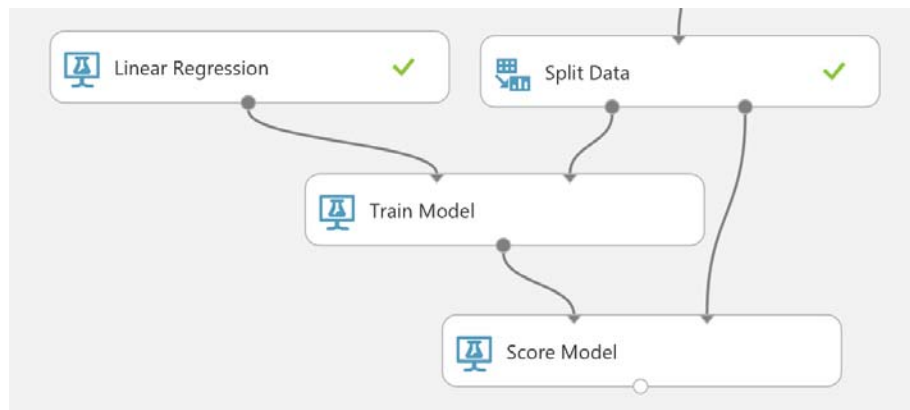 Linear Regression
Split Data
Train Model
Score Model